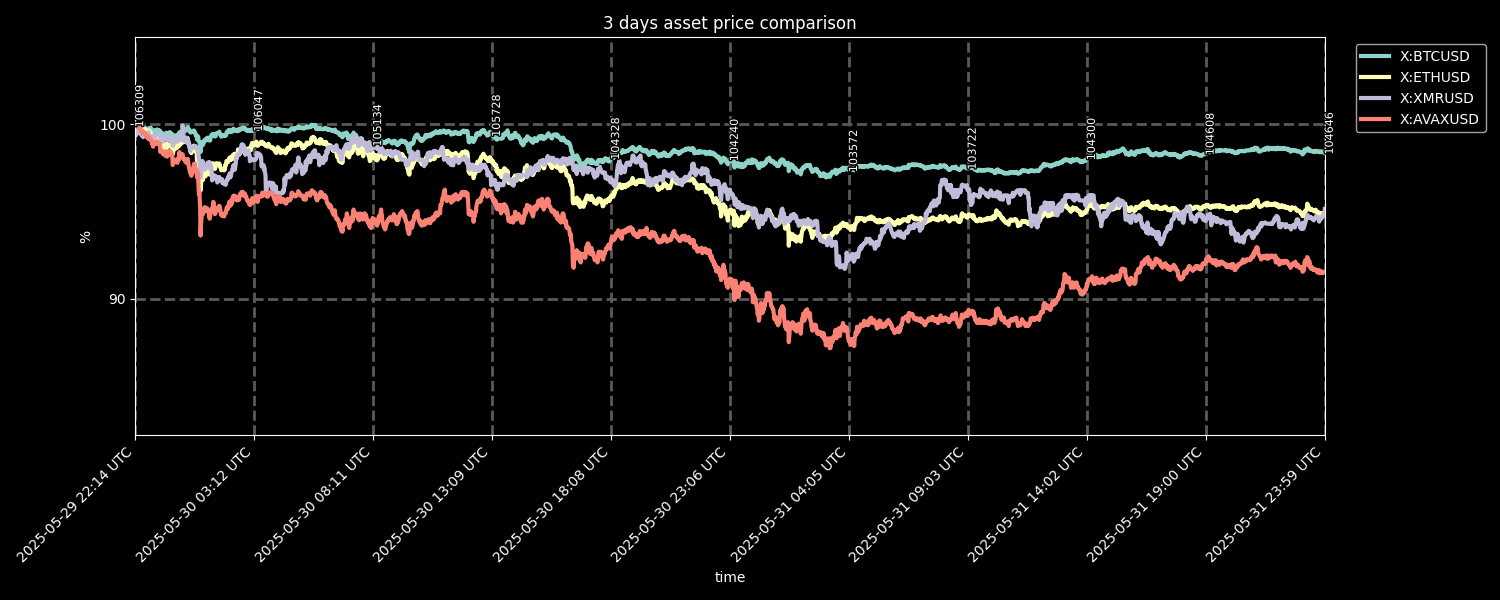 3 days asset price comparison
X:BTCUSD
X:ETHUSD
X:XMRUSD
X:AVAXUSD
106309
106047
105134
105728
104328
104240
103572
103722
104300
104608
104646
100
90
%
2025-05-29 22:14 UTC
2025-05-30 03:12 UTC
2025-05-30 08:11 UTC
2025-05-30 13:09 UTC
2025-05-30 18:08 UTC
2025-05-30 23:06 UTC
2025-05-31 04:05 UTC
2025-05-31 09:03 UTC
2025-05-31 14:02 UTC
2025-05-31 19:00 UTC
2025-05-31 23:59 UTC
time